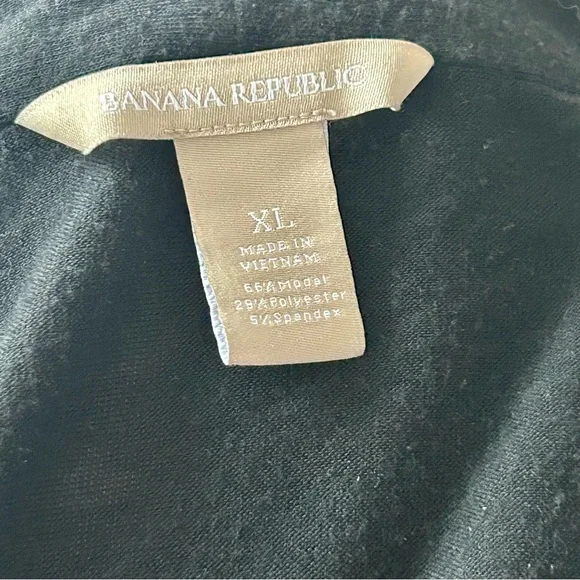 BANANA REPUBLIC
XL
MADE IN
VIETNAM
66% Modal
29% Polyester
5% Spandex